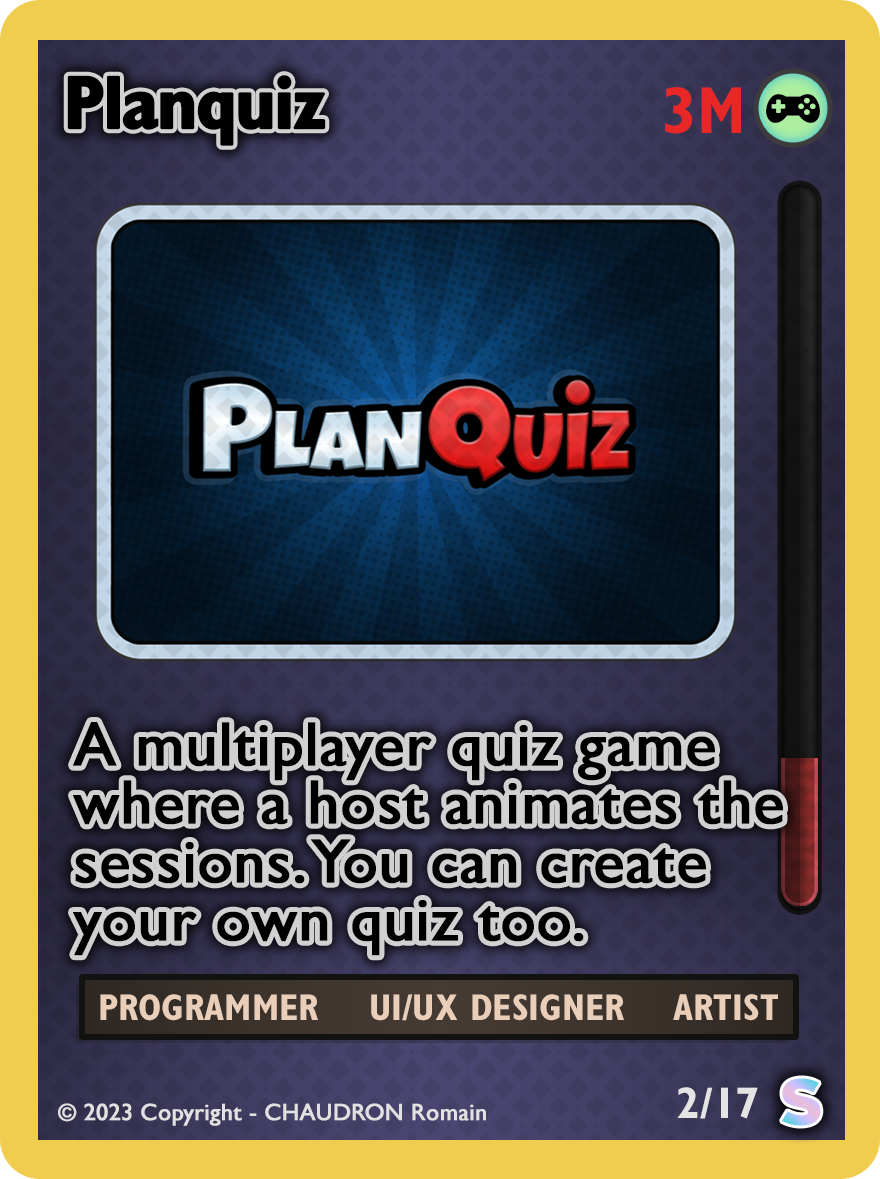 Planquiz
3M
PLANQUIZ
A multiplayer quiz game
where a host animates the
sessions. You can create
your own quiz too.
PROGRAMMER UI/UX DESIGNER ARTIST
© 2023 Copyright - CHAUDRON Romain
2/17 S